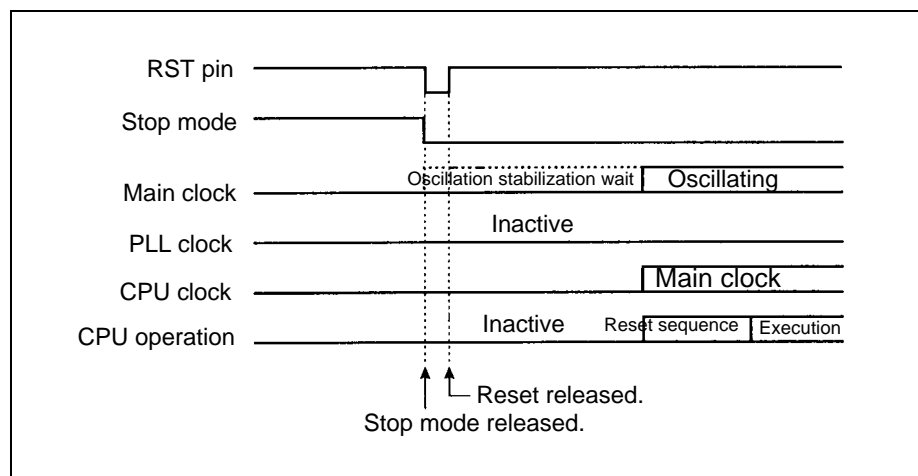 RST pin
Stop mode
Oscillation stabilization wait
Oscillating
Main clock
Inactive
PLL clock
Main clock
CPU clock
Inactive
Reset sequence
Execution
CPU operation
Reset released.
Stop mode released.